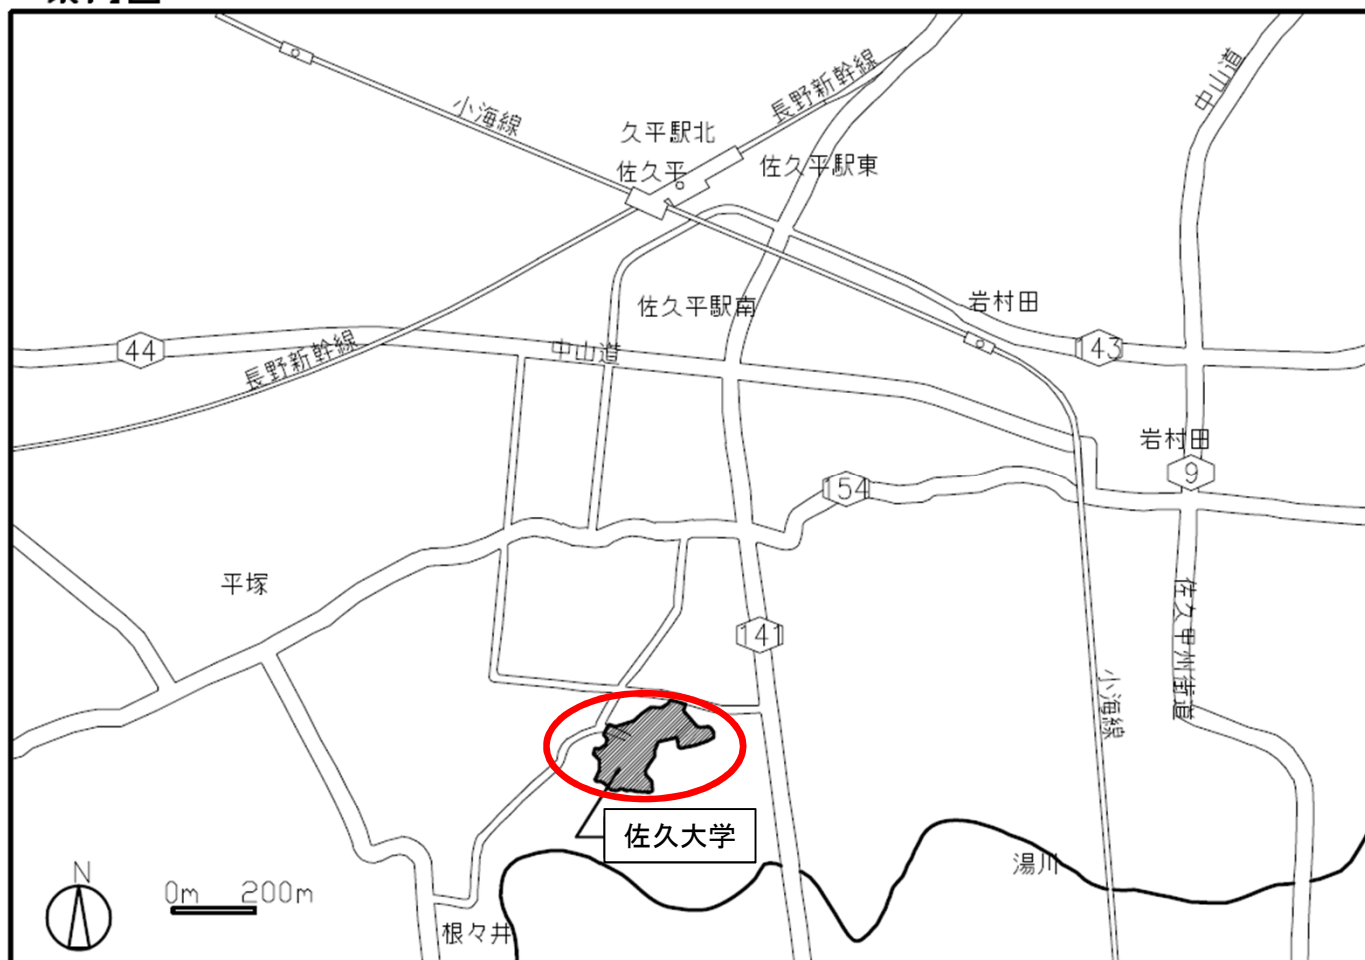 小海線
長野新幹線
中山道
久平駅北
佐久平
佐久平駅東
佐久平駅南
岩村田
44
長野新幹線
中山道
43
岩村田
9
154
平塚
141
佐久甲州街道
小海線
佐久大学
湯川
N
0m 200m
根々井